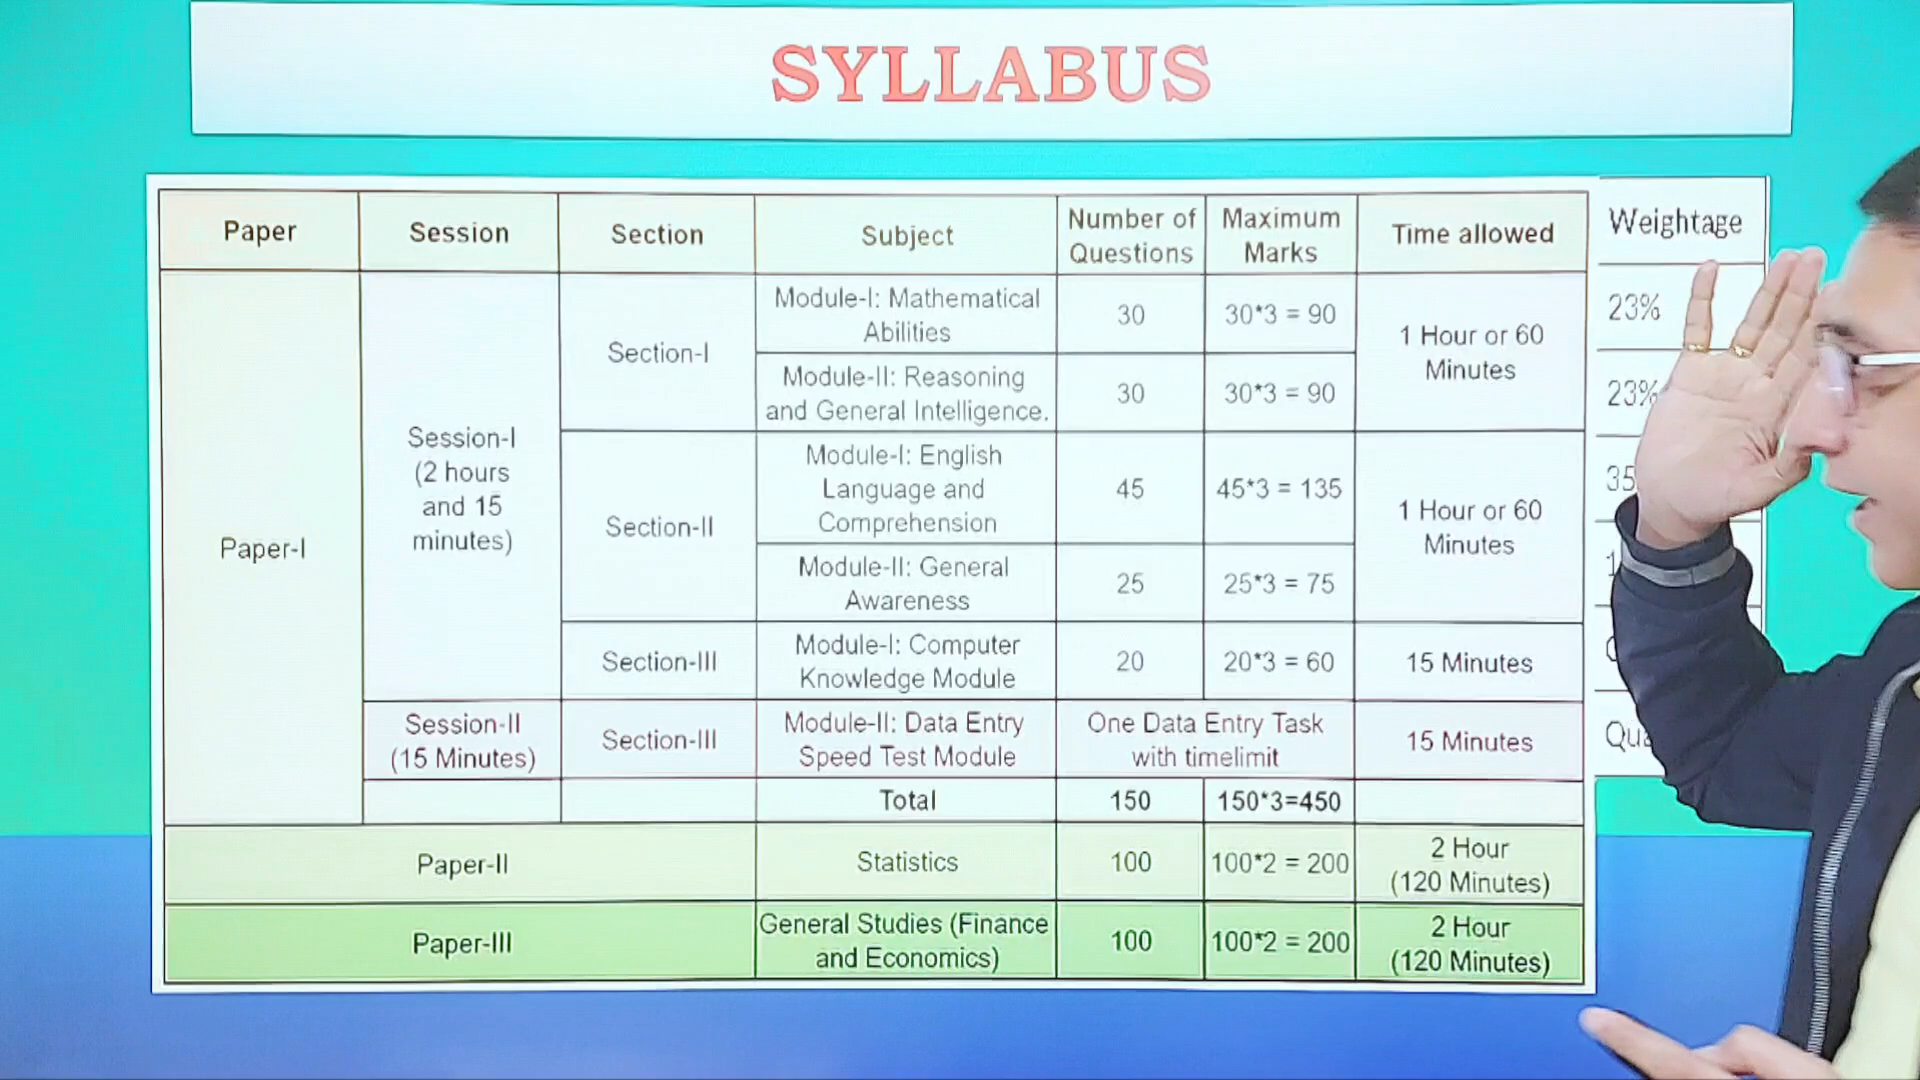 SYLLABUS
Paper
Session
Section
Subject
Number of
Questions
Maximum
Marks
Time allowed
Weightage
Paper-I
Session-I
(2 hours
and 15
minutes)
Section-I
Module-I: Mathematical
Abilities
30
30*3 = 90
1 Hour or 60
Minutes
23%
Module-II: Reasoning
and General Intelligence.
30
30*3 = 90
23%
Section-II
Module-I: English
Language and
Comprehension
45
45*3 = 135
1 Hour or 60
Minutes
35
Module-II: General
Awareness
25
25*3 = 75
Section-III
Module-I: Computer
Knowledge Module
20
20*3 = 60
15 Minutes
Session-II
(15 Minutes)
Section-III
Module-II: Data Entry
Speed Test Module
One Data Entry Task
with timelimit
15 Minutes
Total
150
150*3=450
Paper-II
Statistics
100
100*2 = 200
2 Hour
(120 Minutes)
Paper-III
General Studies (Finance
and Economics)
100
100*2 = 200
2 Hour
(120 Minutes)